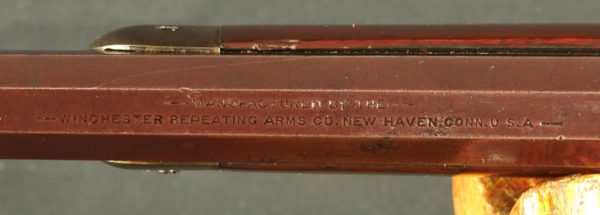 — MANUFACTURED BY THE —
— WINCHESTER REPEATING ARMS CO. NEW HAVEN. CONN. U.S.A. —